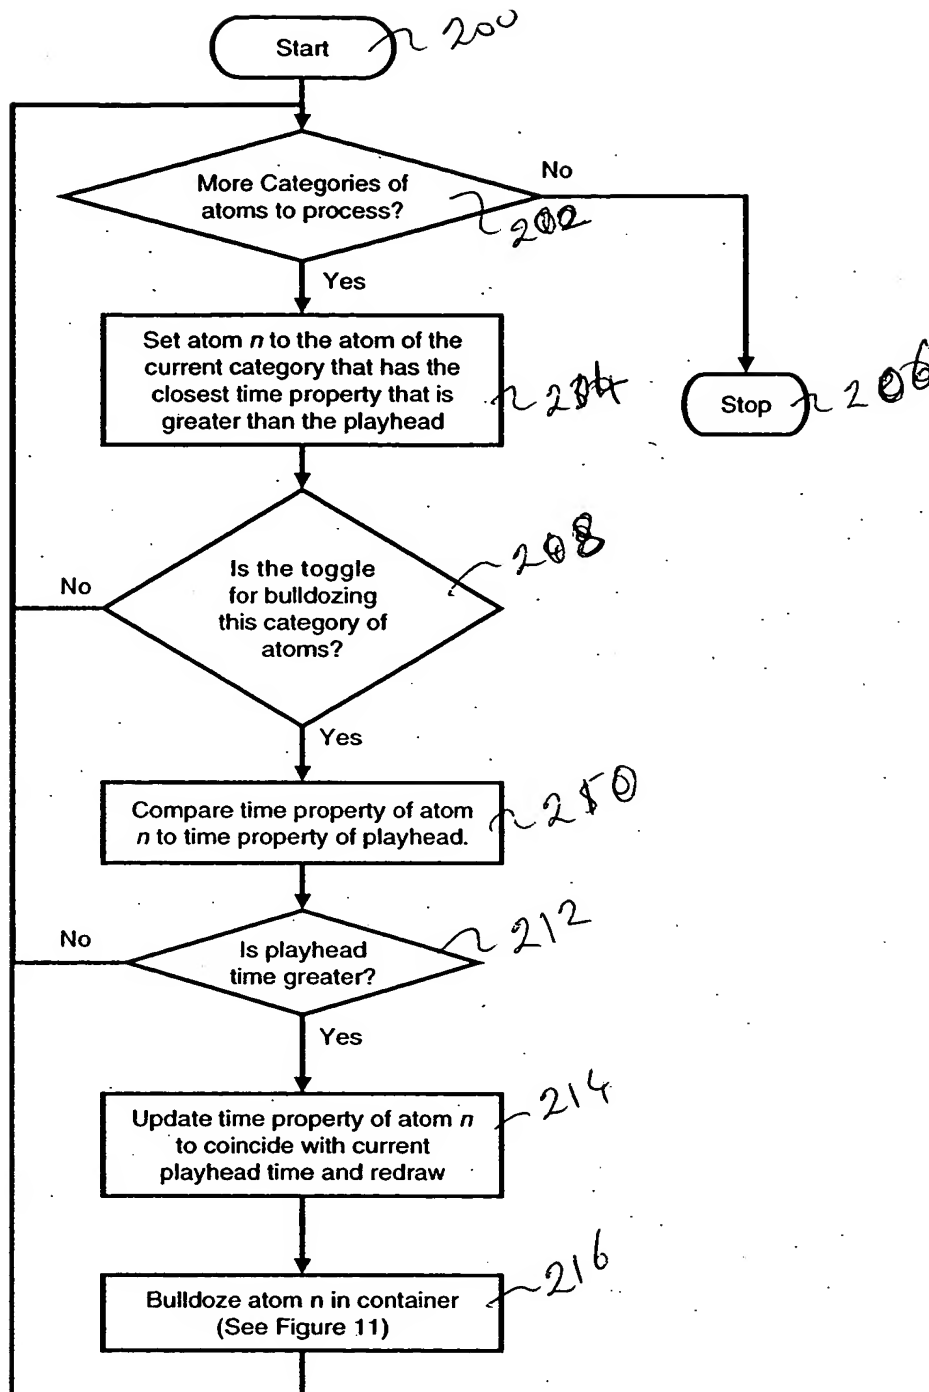 Start
200
More Categories of
atoms to process?
No
202
Yes
Set atom n to the atom of the
current category that has the
closest time property that is
greater than the playhead
204
Stop
206
Is the toggle
for bulldozing
this category of
atoms?
208
No
Yes
Compare time property of atom
n to time property of playhead.
210
Is playhead
time greater?
212
No
Yes
Update time property of atom n
to coincide with current
playhead time and redraw
214
Bulldoze atom n in container
(See Figure 11)
216